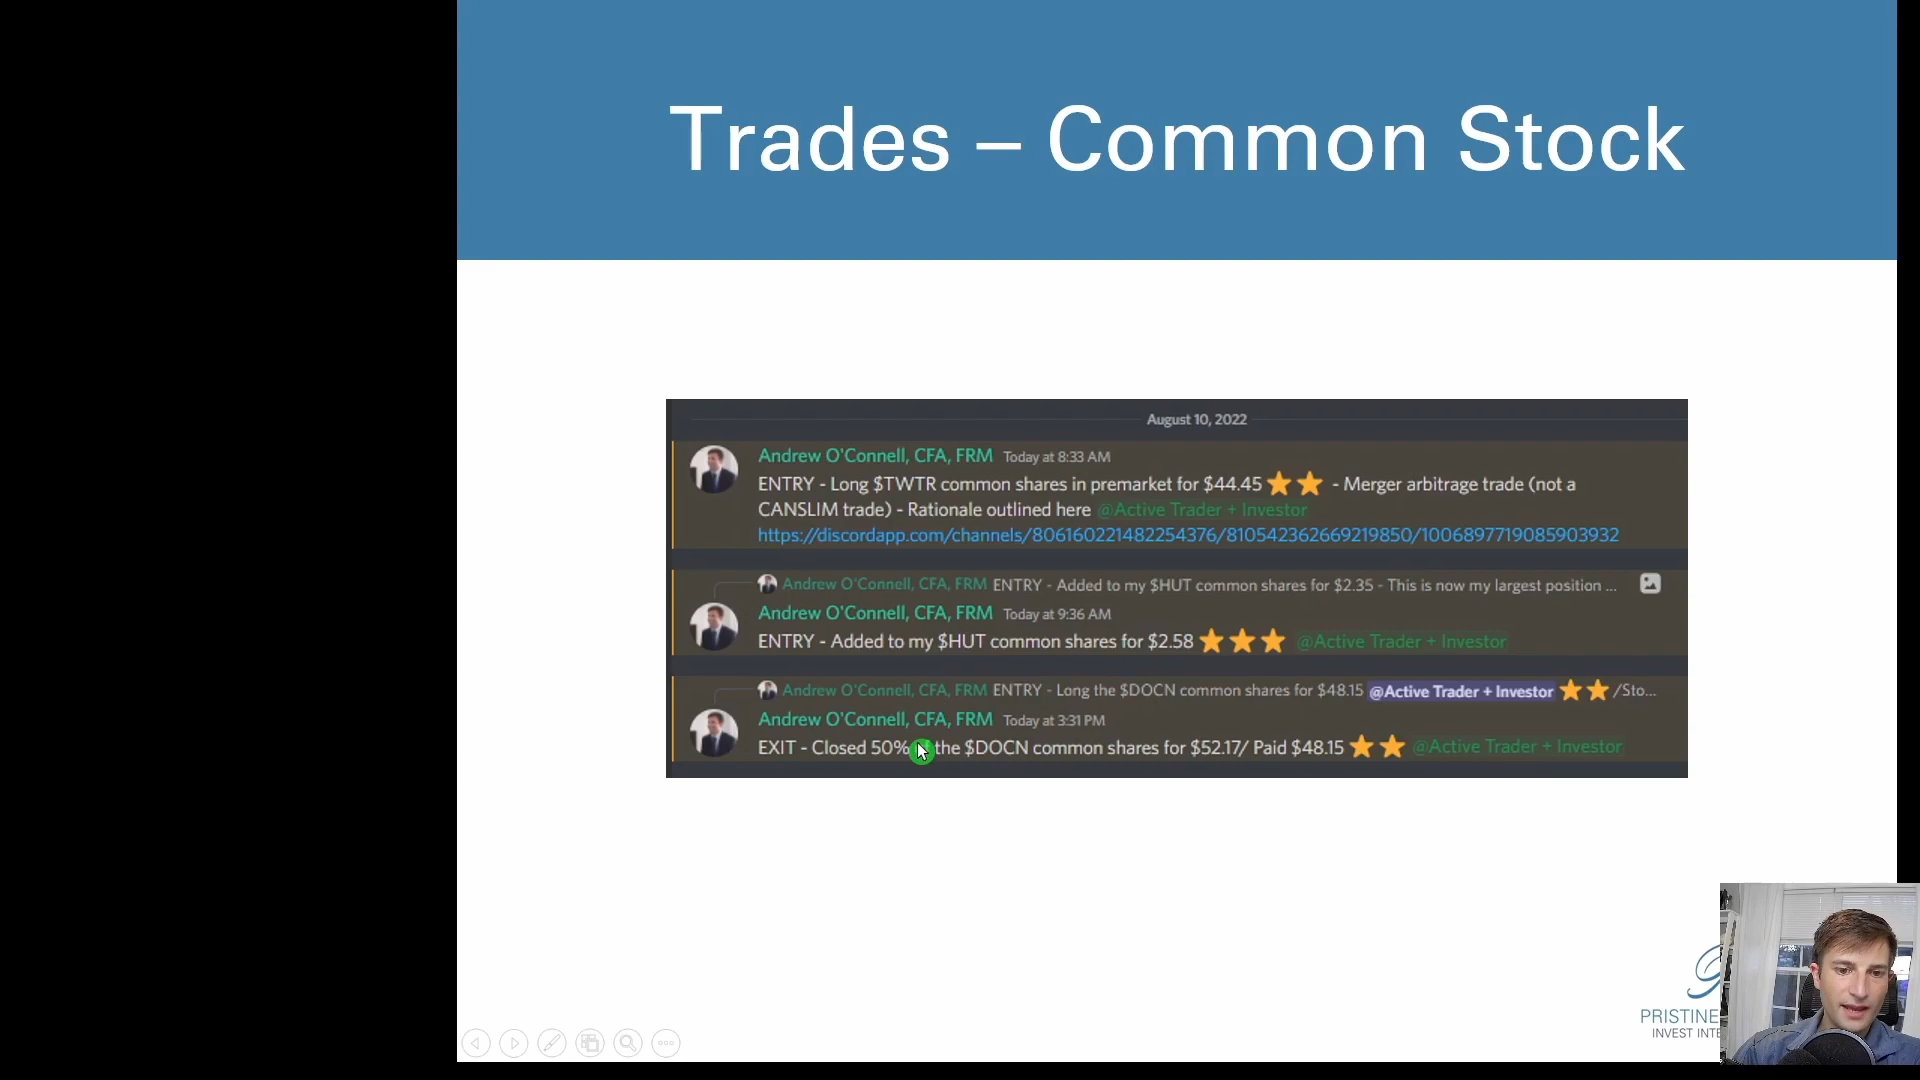 Trades – Common Stock
August 10, 2022
Andrew O'Connell, CFA, FRM Today at 8:33 AM
ENTRY - Long $TWTR common shares in premarket for $44.45 ⭐ ⭐ - Merger arbitrage trade (not a
CANSLIM trade) - Rationale outlined here @Active Trader + Investor
https://discordapp.com/channels/806160221482254376/810542362669219850/1006897719085903932
Andrew O'Connell, CFA, FRM ENTRY - Added to my $HUT common shares for $2.35 - This is now my largest position ...
Andrew O'Connell, CFA, FRM Today at 9:36 AM
ENTRY - Added to my $HUT common shares for $2.58 ⭐ ⭐ ⭐ @Active Trader + Investor
Andrew O'Connell, CFA, FRM ENTRY - Long the $DOCN common shares for $48.15 @Active Trader + Investor ⭐ ⭐ /Sto...
Andrew O'Connell, CFA, FRM Today at 3:31 PM
EXIT - Closed 50% the $DOCN common shares for $52.17/ Paid $48.15 ⭐ ⭐ @Active Trader + Investor
PRISTINE
INVEST INTE